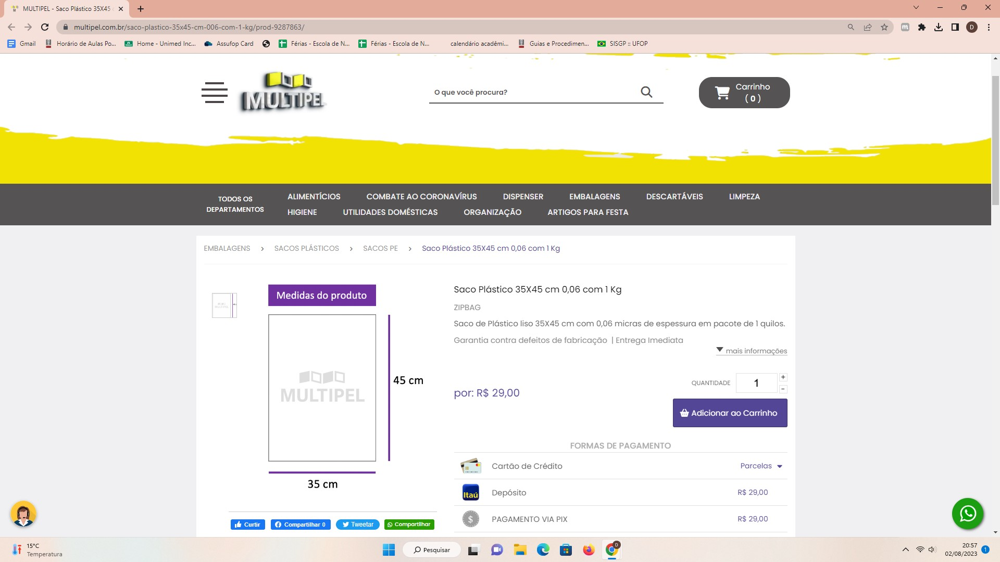 MULTIPEL - Saco Plástico 35X45
multipel.com.br/saco-plastico-35x45-cm-006-com-1-kg/prod-9287863/
m
D
Gmail
Horário de Aulas Po...
Home - Unimed Inc...
Assufop Card
Férias - Escola de N...
Férias - Escola de N...
calendário acadêmi...
Guias e Procedimen...
SISGP :: UFOP
MULTIPEL
O que você procura?
Carrinho
( 0 )
TODOS OS
DEPARTAMENTOS
ALIMENTÍCIOS
COMBATE AO CORONAVÍRUS
DISPENSER
EMBALAGENS
DESCARTÁVEIS
LIMPEZA
HIGIENE
UTILIDADES DOMÉSTICAS
ORGANIZAÇÃO
ARTIGOS PARA FESTA
EMBALAGENS > SACOS PLÁSTICOS > SACOS PE > Saco Plástico 35X45 cm 0,06 com 1 Kg
Medidas do produto
MULTIPEL
45 cm
35 cm
Curtir
Compartilhar 0
Tweetar
Compartilhar
Saco Plástico 35X45 cm 0,06 com 1 Kg
ZIPBAG
Saco de Plástico liso 35X45 cm com 0,06 micras de espessura em pacote de 1 quilos.
Garantia contra defeitos de fabricação | Entrega Imediata
mais informações
QUANTIDADE
1
+
-
por: R$ 29,00
Adicionar ao Carrinho
FORMAS DE PAGAMENTO
Cartão de Crédito
Parcelas
Itaú
Depósito
R$ 29,00
$
PAGAMENTO VIA PIX
R$ 29,00
15°C
Temperatura
Pesquisar
D
20:57
02/08/2023
1